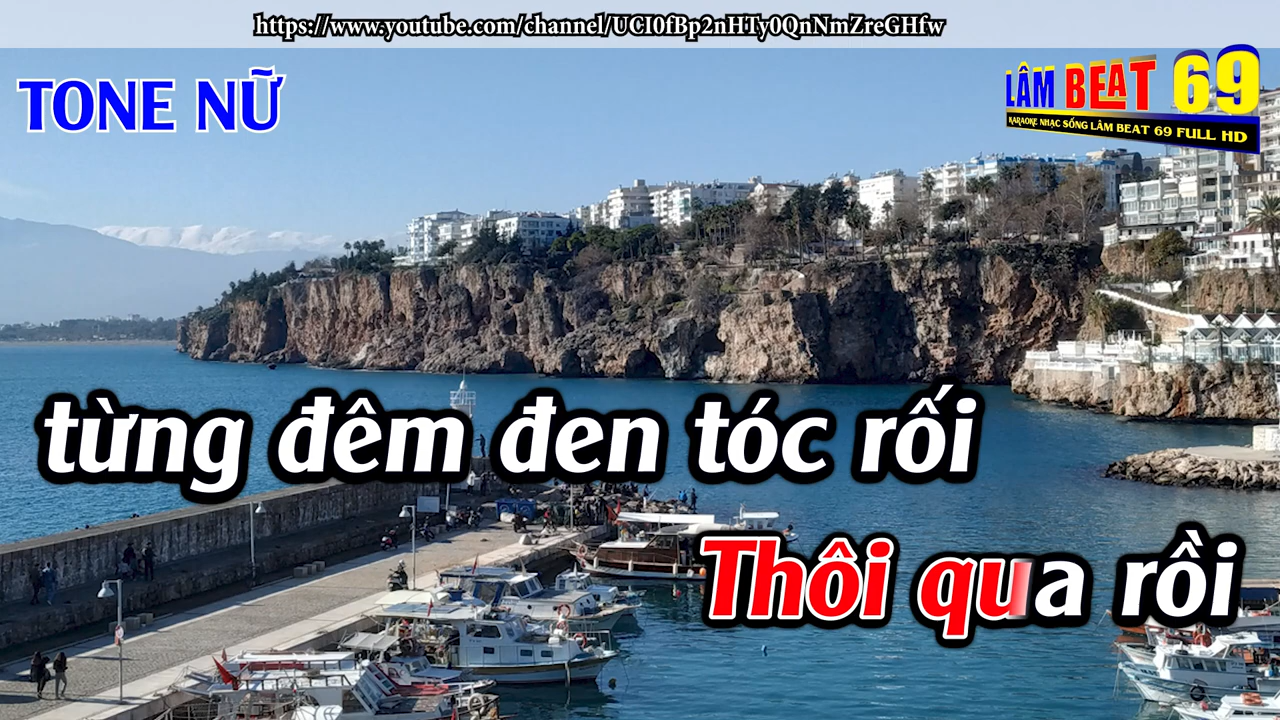 https://www.youtube.com/channel/UCI0fBp2nHTy0QnNmZreGHfw
TONE NỮ
LÂM BEAT 69
KARAOKE NHẠC SỐNG LÂM BEAT 69 FULL HD
từng đêm đen tóc rối
Thôi qua rồi